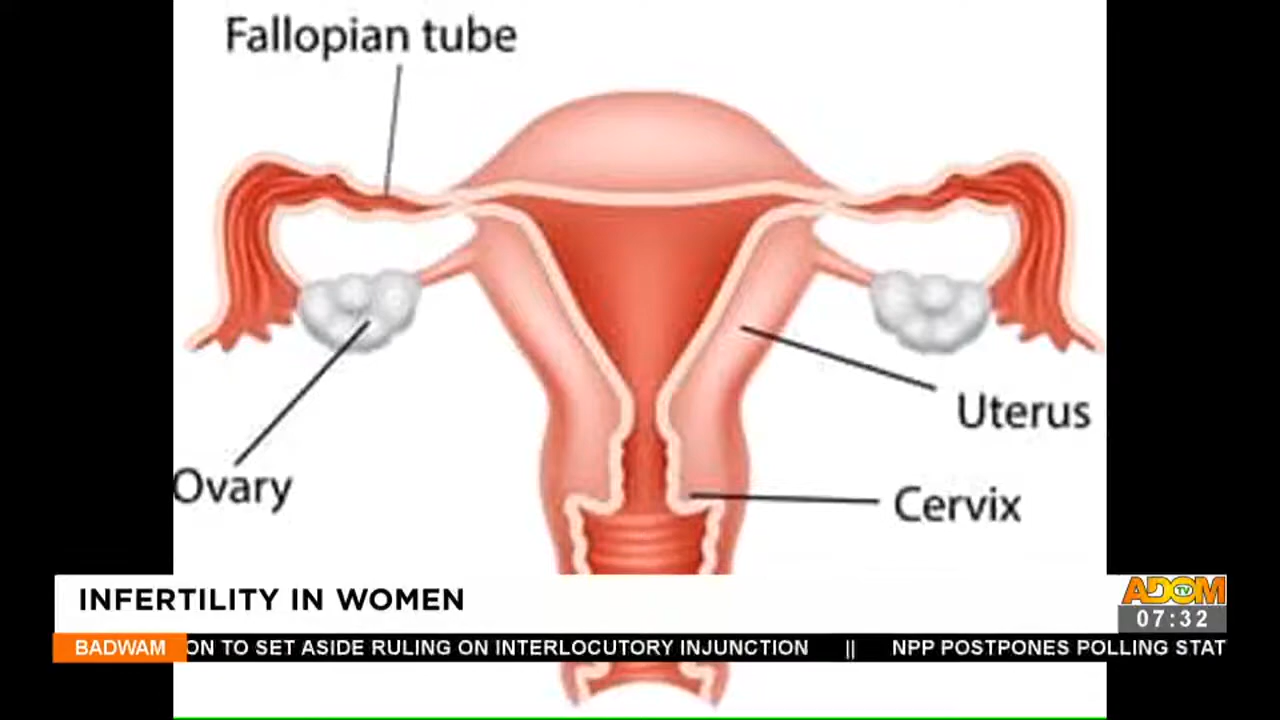 Fallopian tube
Ovary
Uterus
Cervix
INFERTILITY IN WOMEN
ADOM TV
07:32
BADWAM
ON TO SET ASIDE RULING ON INTERLOCUTORY INJUNCTION || NPP POSTPONES POLLING STAT